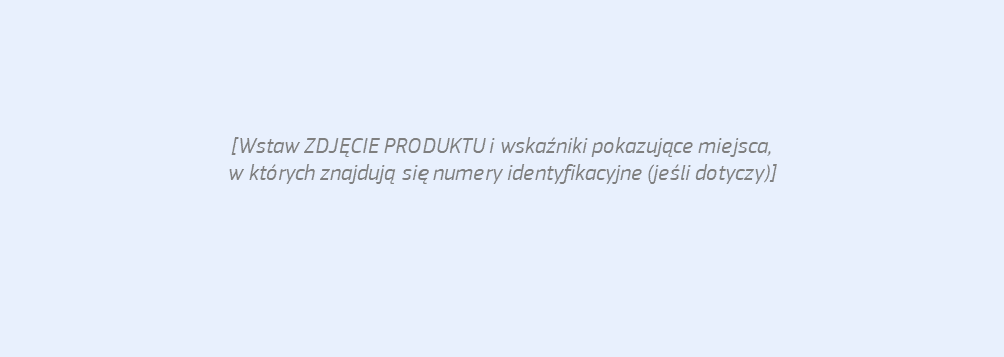 [Wstaw ZDJĘCIE PRODUKTU i wskaźniki pokazujące miejsca,
w których znajdują się numery identyfikacyjne (jeśli dotyczy)]